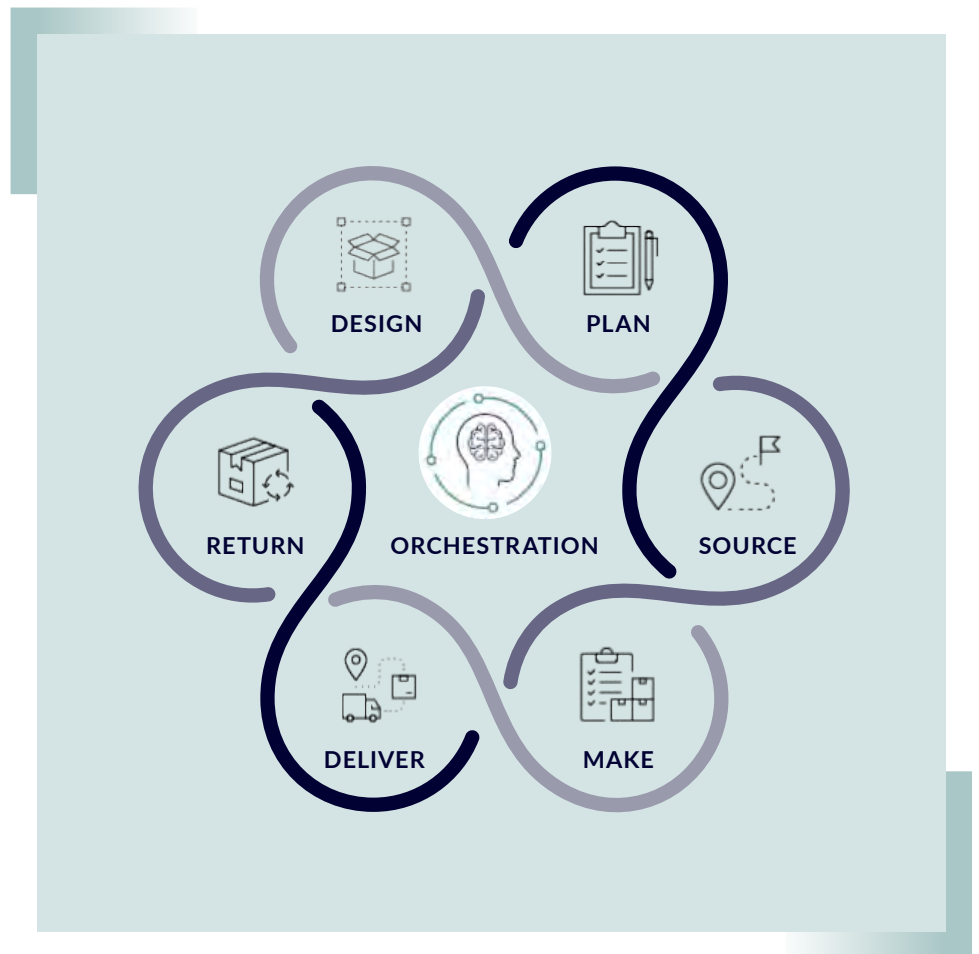 DESIGN
PLAN
RETURN
ORCHESTRATION
SOURCE
DELIVER
MAKE